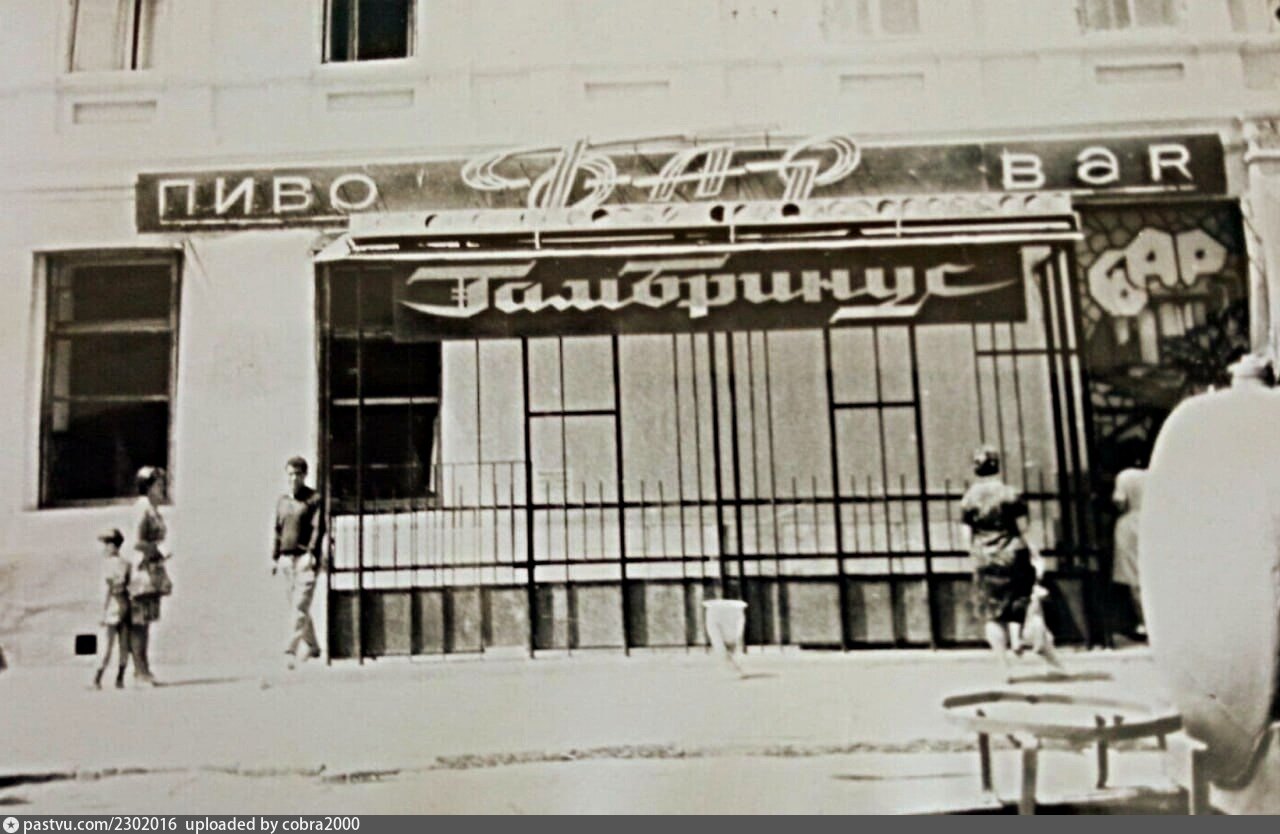 ПИВО БАР BaR
Гамбринус
БАР
pastvu.com/2302016 uploaded by cobra2000